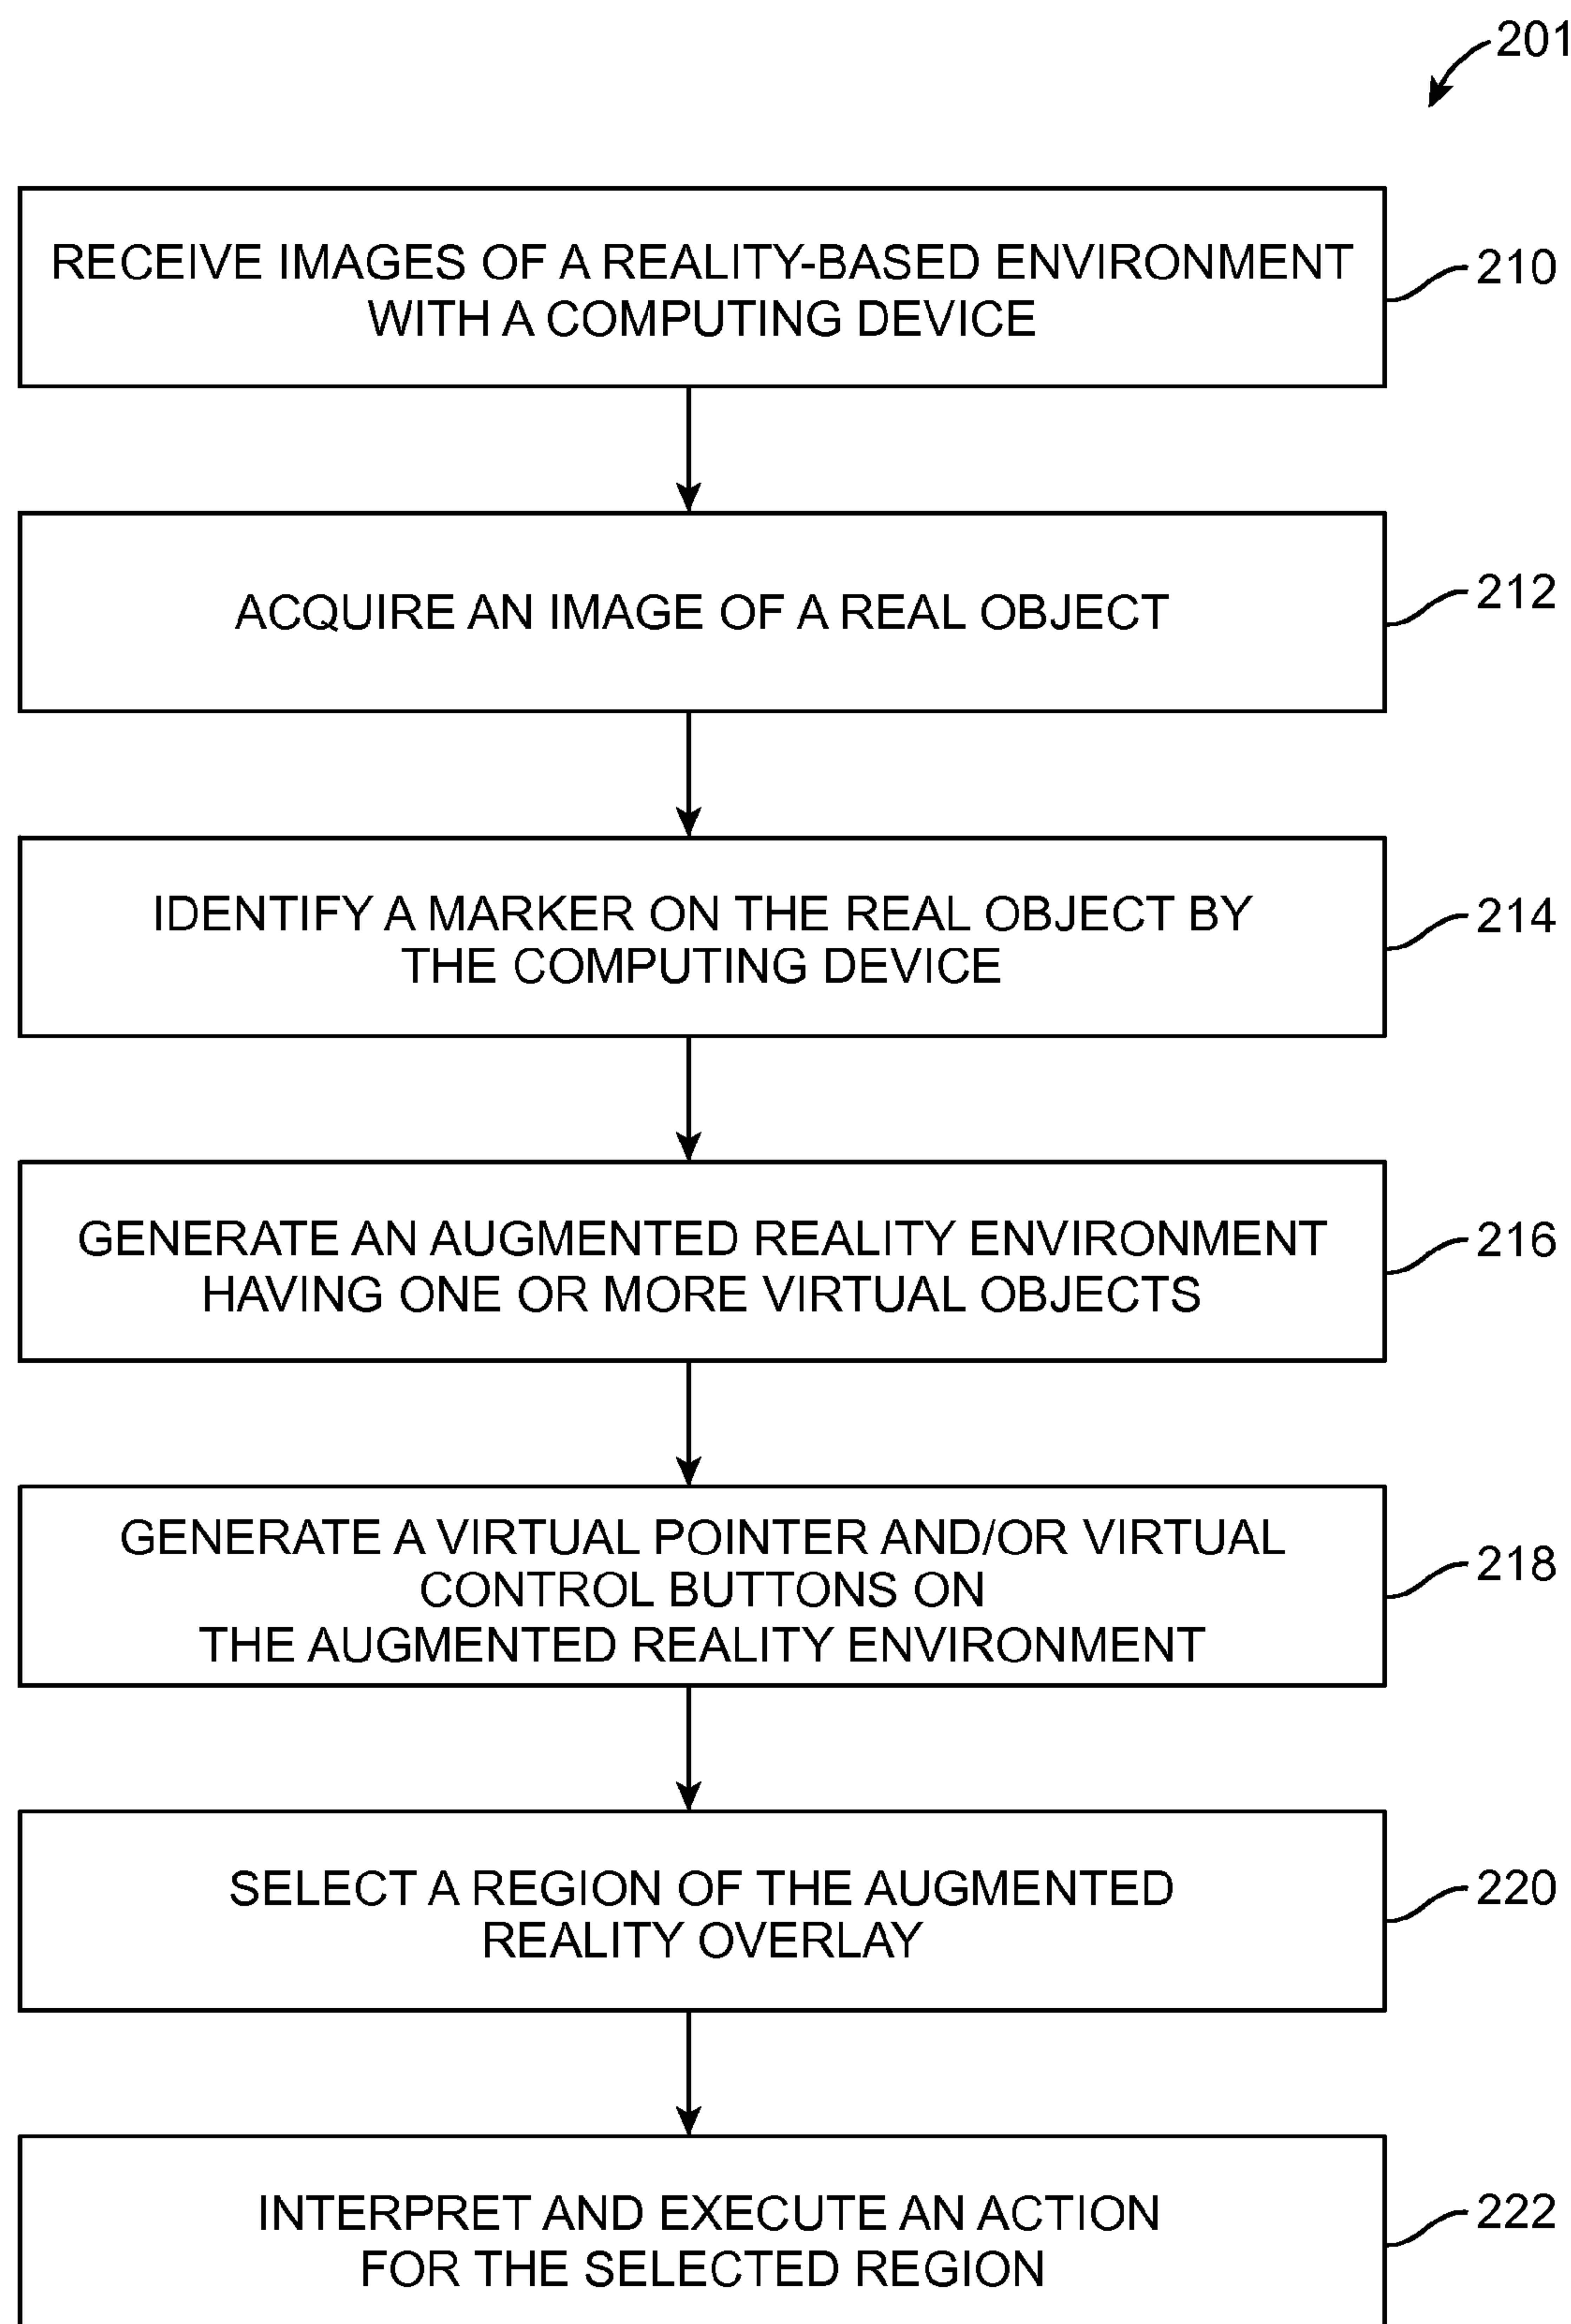 201
RECEIVE IMAGES OF A REALITY-BASED ENVIRONMENT
WITH A COMPUTING DEVICE
210
ACQUIRE AN IMAGE OF A REAL OBJECT
212
IDENTIFY A MARKER ON THE REAL OBJECT BY
THE COMPUTING DEVICE
214
GENERATE AN AUGMENTED REALITY ENVIRONMENT
HAVING ONE OR MORE VIRTUAL OBJECTS
216
GENERATE A VIRTUAL POINTER AND/OR VIRTUAL
CONTROL BUTTONS ON
THE AUGMENTED REALITY ENVIRONMENT
218
SELECT A REGION OF THE AUGMENTED
REALITY OVERLAY
220
INTERPRET AND EXECUTE AN ACTION
FOR THE SELECTED REGION
222